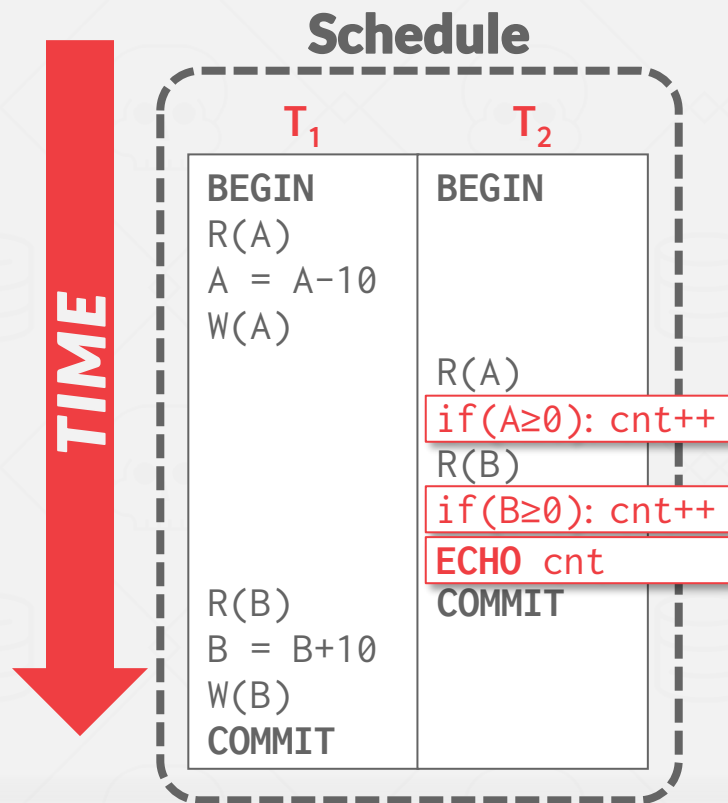 Schedule
TIME
T₁ T₂
BEGIN BEGIN
R(A)
A = A-10
W(A)
R(A)
if(A≥0): cnt++
R(B)
if(B≥0): cnt++
ECHO cnt
R(B) COMMIT
B = B+10
W(B)
COMMIT